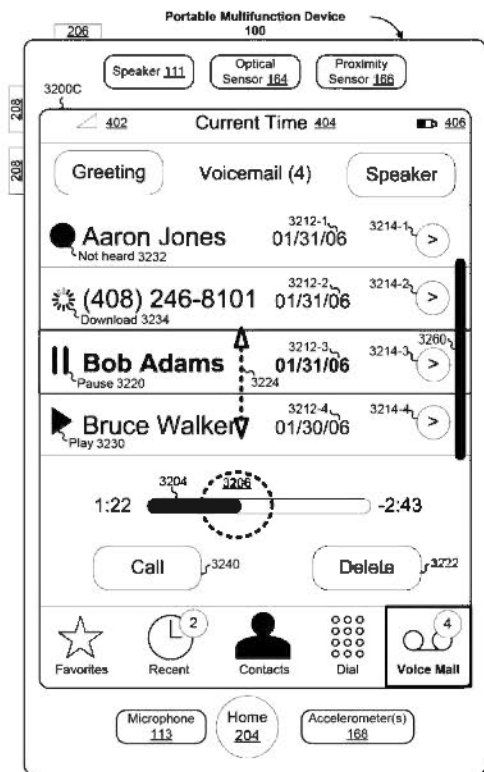 Portable Multifunction Device
100
206
Speaker 111
Optical Sensor 164
Proximity Sensor 166
3200C
208
402
Current Time 404
406
208
Greeting
Voicemail (4)
Speaker
Aaron Jones
Not heard 3232
3212-1
01/31/06
3214-1
>
(408) 246-8101
Download 3234
3212-2
01/31/06
3214-2
>
Bob Adams
Pause 3220
3224
3212-3
01/31/06
3214-3
3260
>
Bruce Walker
Play 3230
3212-4
01/30/06
3214-4
>
3204
3206
1:22
-2:43
Call
3240
Delete
3222
2
4
Favorites
Recent
Contacts
Dial
Voice Mail
Microphone
113
Home
204
Accelerometer(s)
168